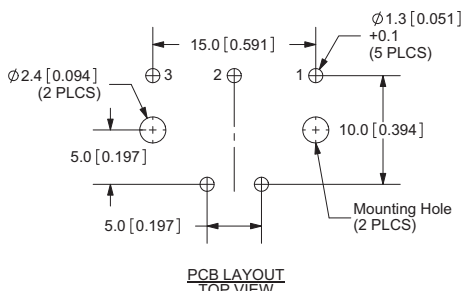 15.0 [0.591]
Ø1.3 [0.051]
+0.1
(5 PLCS)
Ø2.4 [0.094]
(2 PLCS)
3
2
1
10.0 [0.394]
5.0 [0.197]
5.0 [0.197]
Mounting Hole
(2 PLCS)
PCB LAYOUT
TOP VIEW